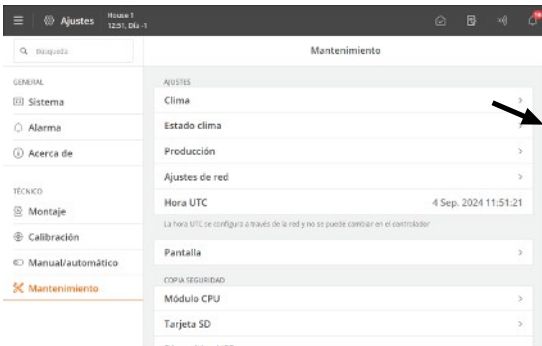 Ajustes
House 1
12:51, Día -1
Búsqueda
Mantenimiento
GENERAL
Sistema
Alarma
Acerca de
TÉCNICO
Montaje
Calibración
Manual/automático
Mantenimiento
AJUSTES
Clima
Estado clima
Producción
Ajustes de red
Hora UTC 4 Sep. 2024 11:51:21
La hora UTC se configura a través de la red y no se puede cambiar en el controlador
Pantalla
COPIA SEGURIDAD
Módulo CPU
Tarjeta SD